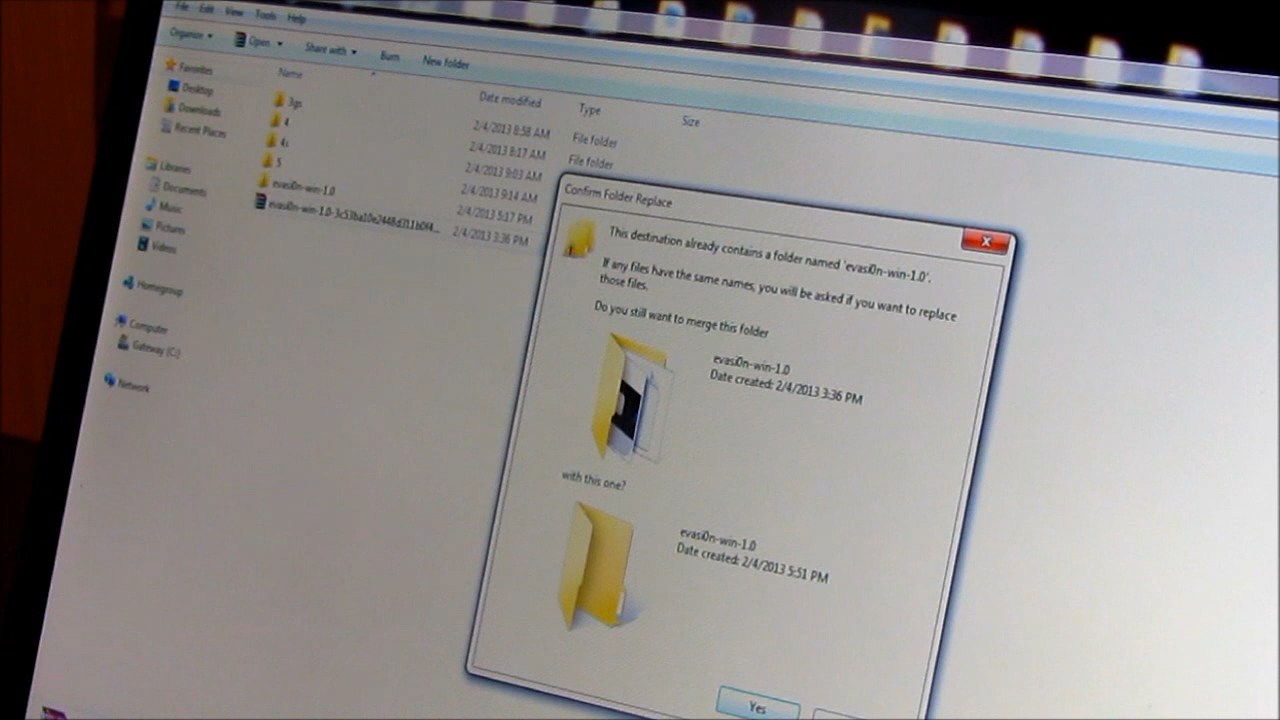 File Edit View Tools Help
Organize Open Share with Burn New folder
Favorites
Desktop
Downloads
Recent Places
Libraries
Documents
Music
Pictures
Videos
Homegroup
Computer
Gateway (C:)
Network
Name Date modified Type Size
3gs 2/4/2013 8:58 AM File folder
4 2/4/2013 8:17 AM File folder
4s 2/4/2013 9:03 AM
5 2/4/2013 9:14 AM
evasi0n-win-1.0 2/4/2013 5:17 PM
evasi0n-win-1.0-3c53ba10e2448d311b0f4... 2/4/2013 3:36 PM
Confirm Folder Replace
This destination already contains a folder named 'evasi0n-win-1.0'.
If any files have the same names, you will be asked if you want to replace
those files.
Do you still want to merge this folder
evasi0n-win-1.0
Date created: 2/4/2013 3:36 PM
with this one?
evasi0n-win-1.0
Date created: 2/4/2013 5:51 PM
Yes